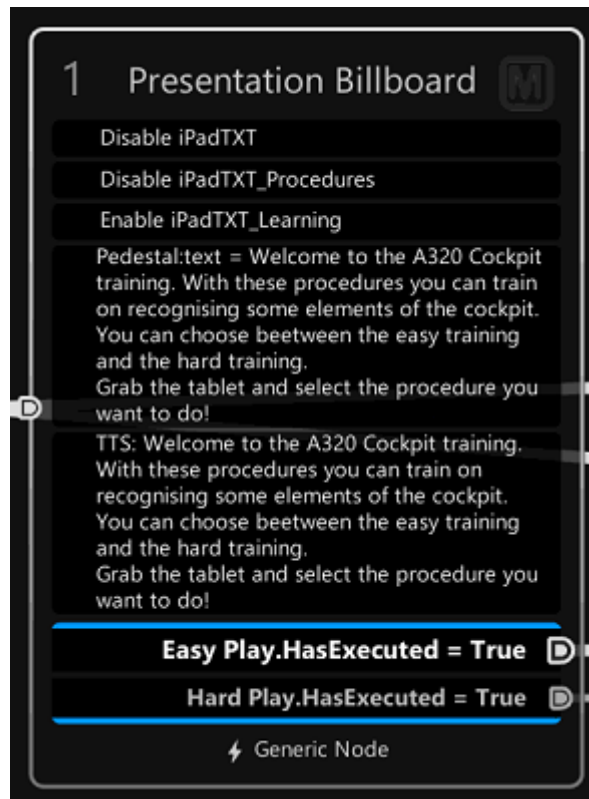 1 Presentation Billboard M
Disable iPadTXT
Disable iPadTXT_Procedures
Enable iPadTXT_Learning
Pedestal:text = Welcome to the A320 Cockpit
training. With these procedures you can train
on recognising some elements of the cockpit.
You can choose beetween the easy training
and the hard training.
Grab the tablet and select the procedure you
want to do!
TTS: Welcome to the A320 Cockpit training.
With these procedures you can train on
recognising some elements of the cockpit.
You can choose beetween the easy training
and the hard training.
Grab the tablet and select the procedure you
want to do!
Easy Play.HasExecuted = True
Hard Play.HasExecuted = True
Generic Node